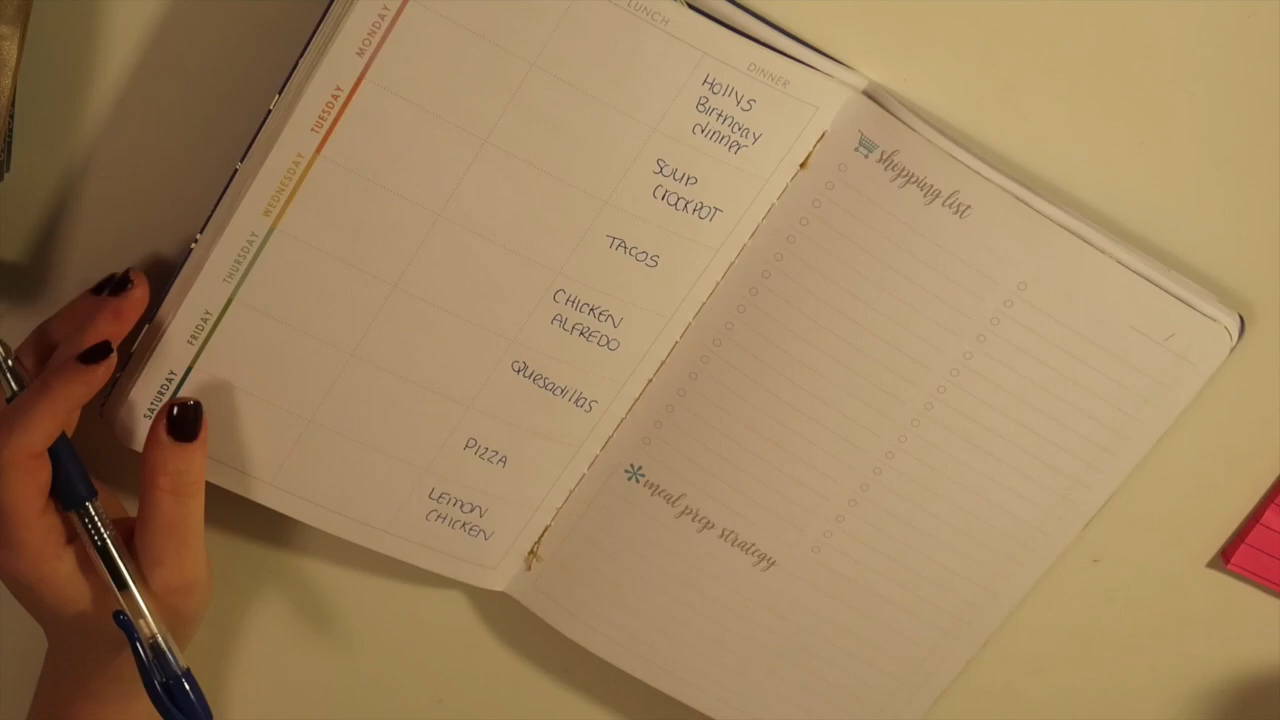 LUNCH
DINNER
MONDAY
Hollys
Birthday
dinner
TUESDAY
SOUP
CROCKPOT
WEDNESDAY
TACOS
THURSDAY
CHICKEN
ALFREDO
FRIDAY
Quesadillas
SATURDAY
PIZZA
LEMON
CHICKEN
shopping list
meal prep strategy